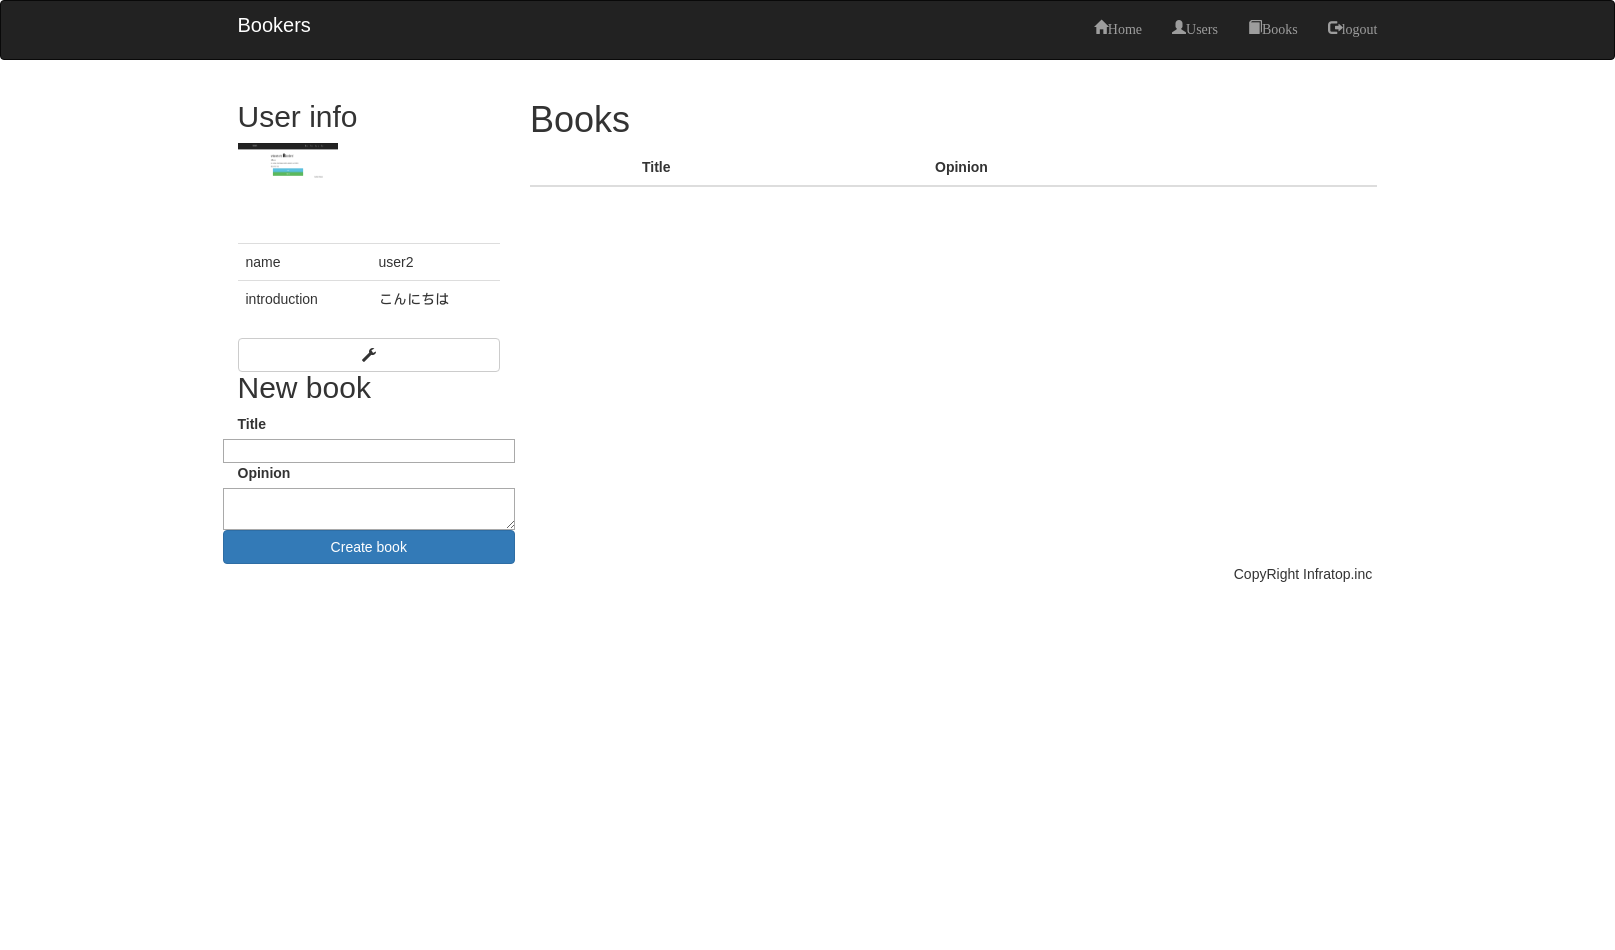 Bookers
Home Users Books logout
User info
name user2
introduction こんにちは
New book
Title
Opinion
Create book
Books
Title Opinion
CopyRight Infratop.inc